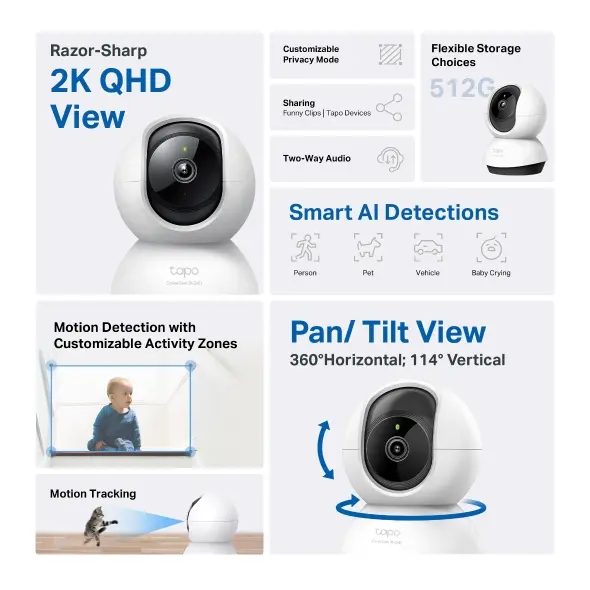 Razor-Sharp
2K QHD
View
tapo
Customizable
Privacy Mode
Sharing
Funny Clips | Tapo Devices
Two-Way Audio
Flexible Storage
Choices
512G
Smart AI Detections
Person
Pet
Vehicle
Baby Crying
Motion Detection with
Customizable Activity Zones
Motion Tracking
Pan/ Tilt View
360°Horizontal; 114° Vertical
tapo